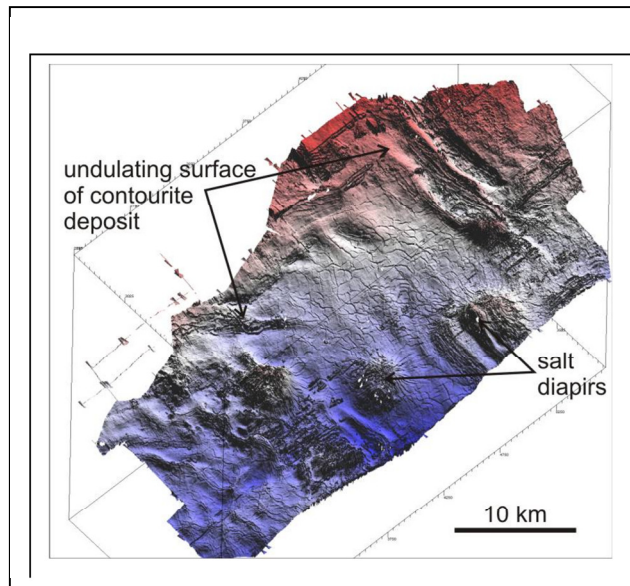 undulating surface
of contourite
deposit
salt
diapirs
10 km